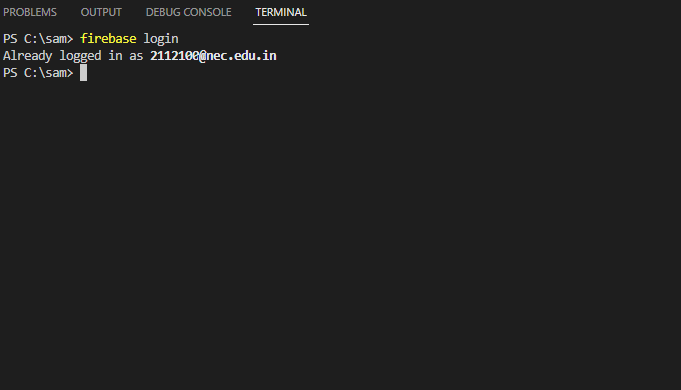 PROBLEMS OUTPUT DEBUG CONSOLE TERMINAL
PS C:\sam> firebase login
Already logged in as 2112100@nec.edu.in
PS C:\sam>